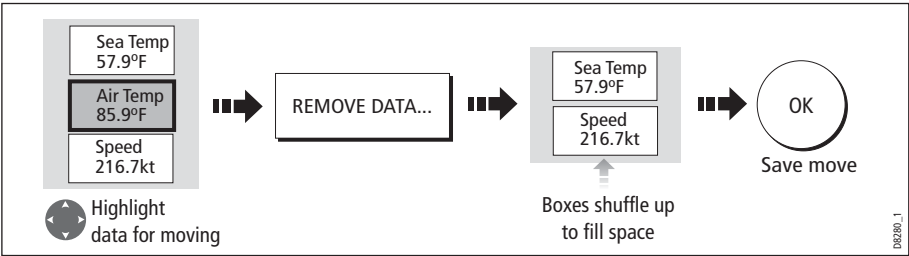 Sea Temp
57.9ºF
Air Temp
85.9ºF
Speed
216.7kt
Highlight
data for moving
REMOVE DATA...
Sea Temp
57.9ºF
Speed
216.7kt
Boxes shuffle up
to fill space
OK
Save move
D8280_1